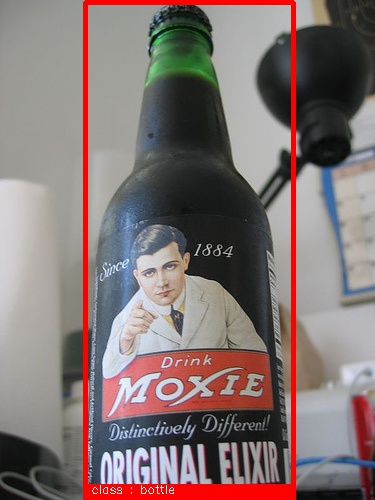 Since 1884
Drink
MOXIE
Distinctively Different!
ORIGINAL ELIXIR
class : bottle